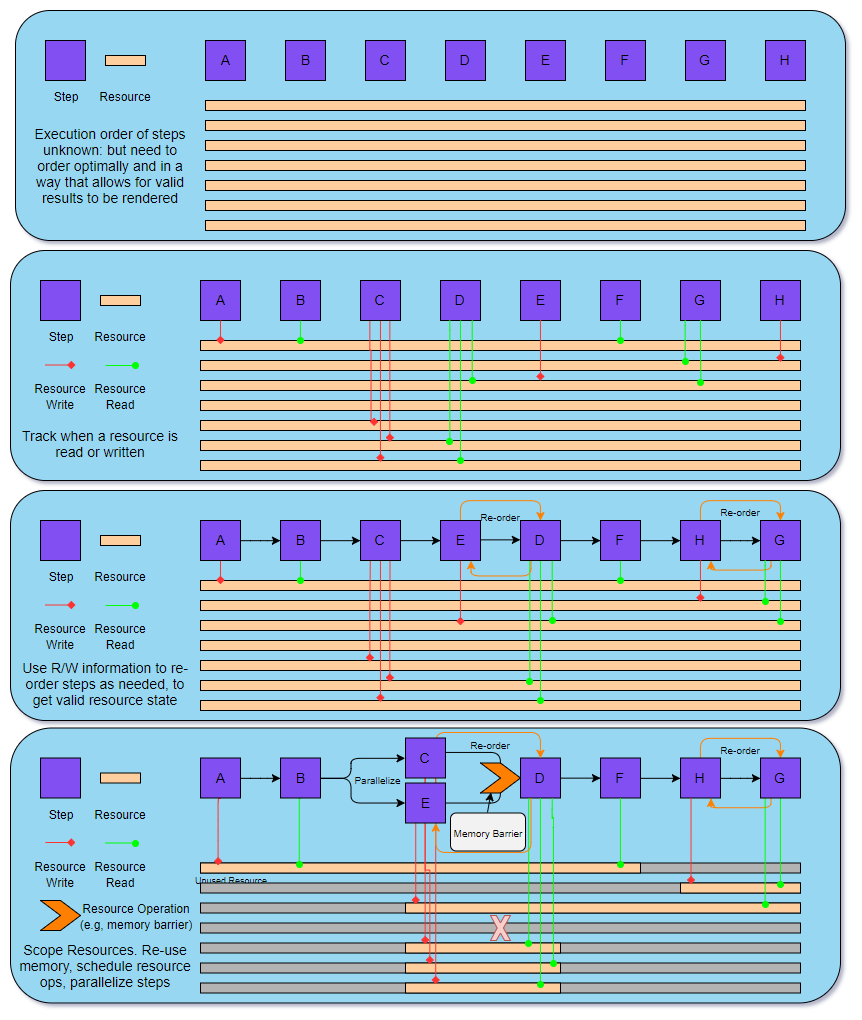 A B C D E F G H
Step Resource
Execution order of steps
unknown: but need to
order optimally and in a
way that allows for valid
results to be rendered
A B C D E F G H
Step Resource
Resource Resource
Write Read
Track when a resource is
read or written
Re-order Re-order
A B C E D F H G
Step Resource
Resource Resource
Write Read
Use R/W information to re-
order steps as needed, to
get valid resource state
C Re-order Re-order
A B Parallelize D F H G
E
Step Resource
Memory Barrier
Resource Resource
Write Read
Unused Resource
Resource Operation
(e.g, memory barrier)
Scope Resources. Re-use
memory, schedule resource
ops, parallelize steps
X